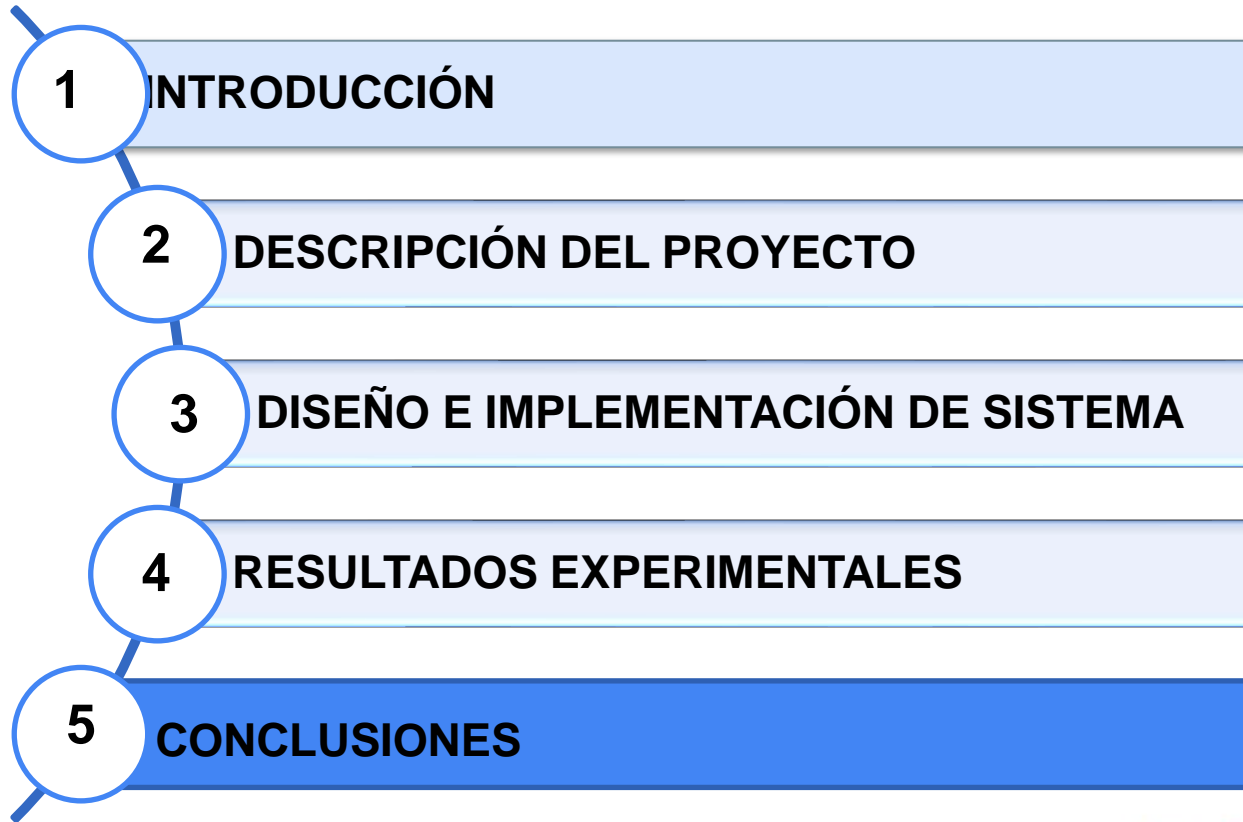 1 INTRODUCCIÓN
2 DESCRIPCIÓN DEL PROYECTO
3 DISEÑO E IMPLEMENTACIÓN DE SISTEMA
4 RESULTADOS EXPERIMENTALES
5 CONCLUSIONES